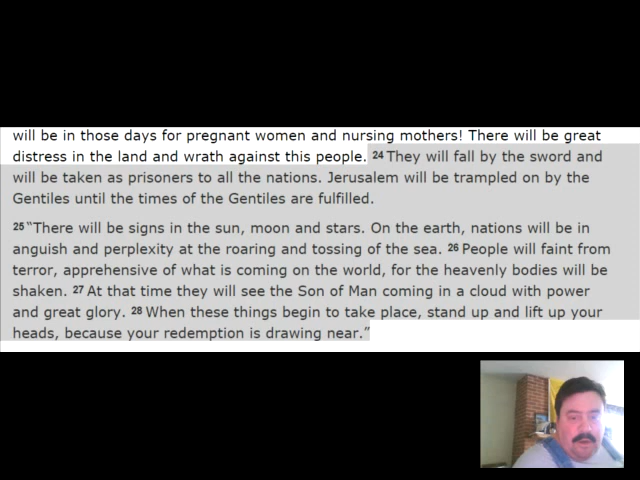 will be in those days for pregnant women and nursing mothers! There will be great
distress in the land and wrath against this people. 24 They will fall by the sword and
will be taken as prisoners to all the nations. Jerusalem will be trampled on by the
Gentiles until the times of the Gentiles are fulfilled.
25 “There will be signs in the sun, moon and stars. On the earth, nations will be in
anguish and perplexity at the roaring and tossing of the sea. 26 People will faint from
terror, apprehensive of what is coming on the world, for the heavenly bodies will be
shaken. 27 At that time they will see the Son of Man coming in a cloud with power
and great glory. 28 When these things begin to take place, stand up and lift up your
heads, because your redemption is drawing near.”